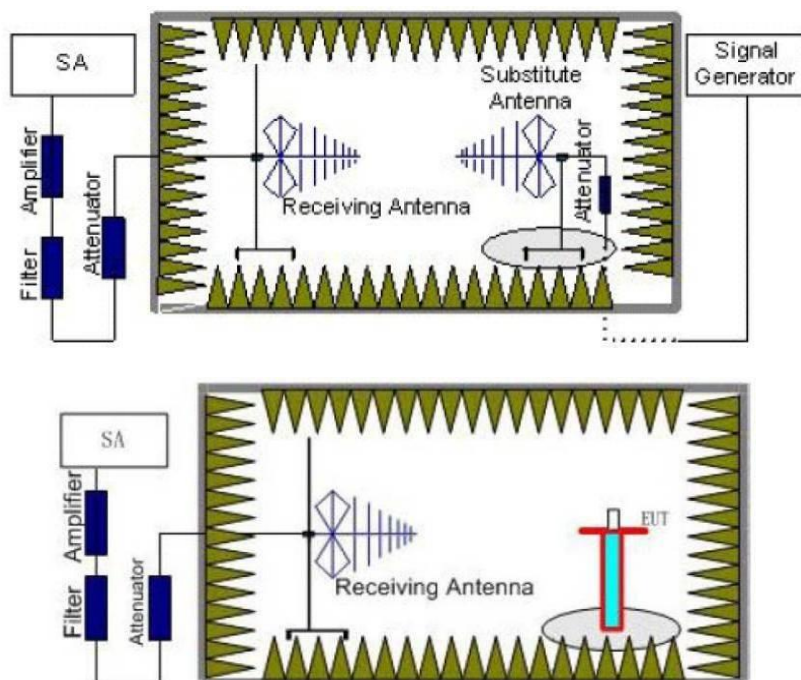 SA
Signal
Generator
Substitute
Antenna
Amplifier
Attenuator
Filter
Attenuator
Receiving Antenna
SA
EUT
Amplifier
Filter
Attenuator
Receiving Antenna